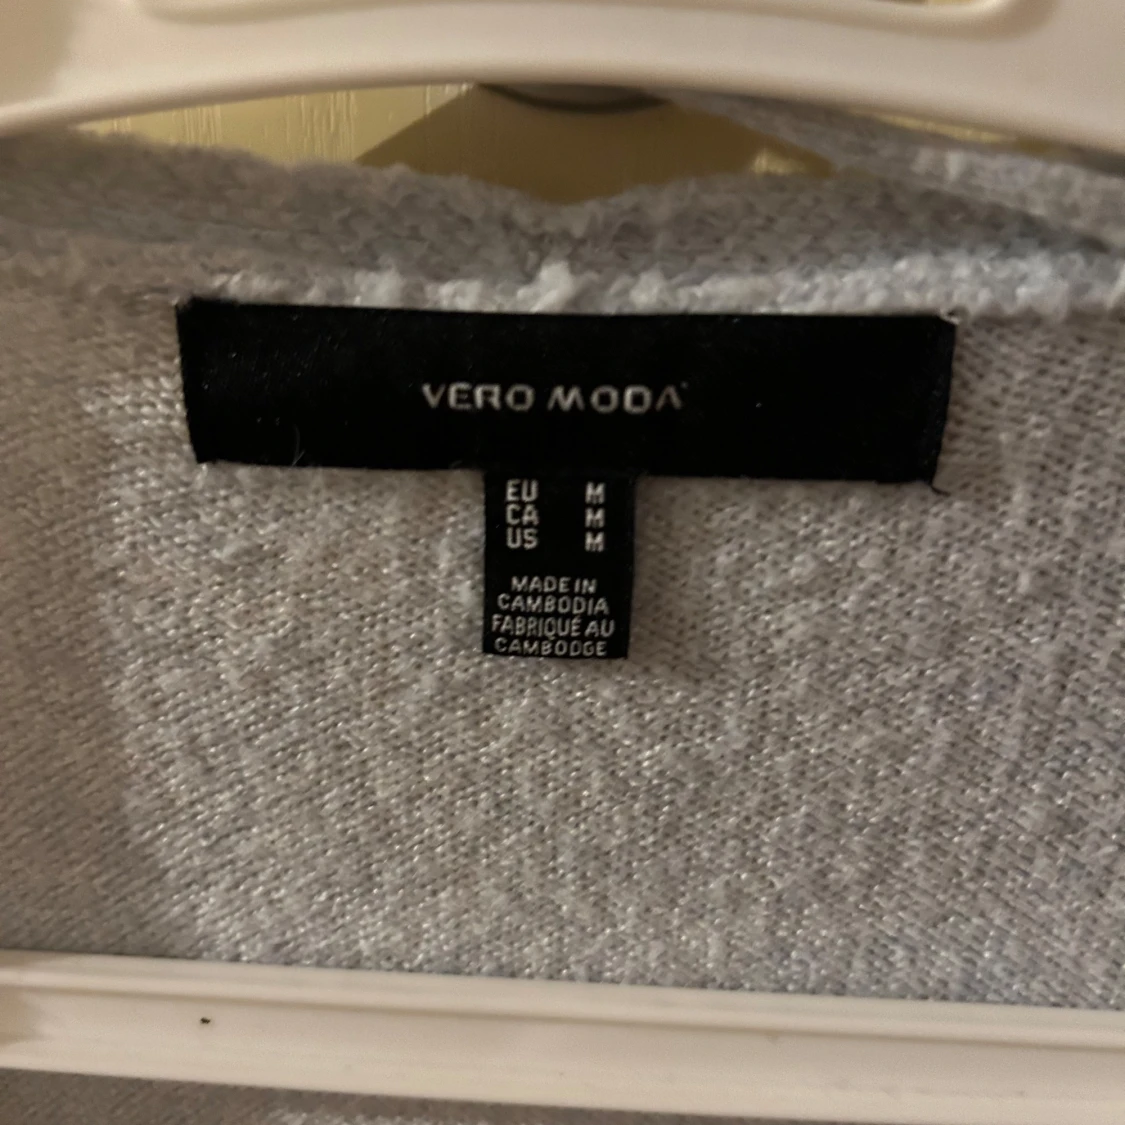 VERO MODA
EU M
CA M
US M
MADE IN
CAMBODIA
FABRIQUÉ AU
CAMBODGE